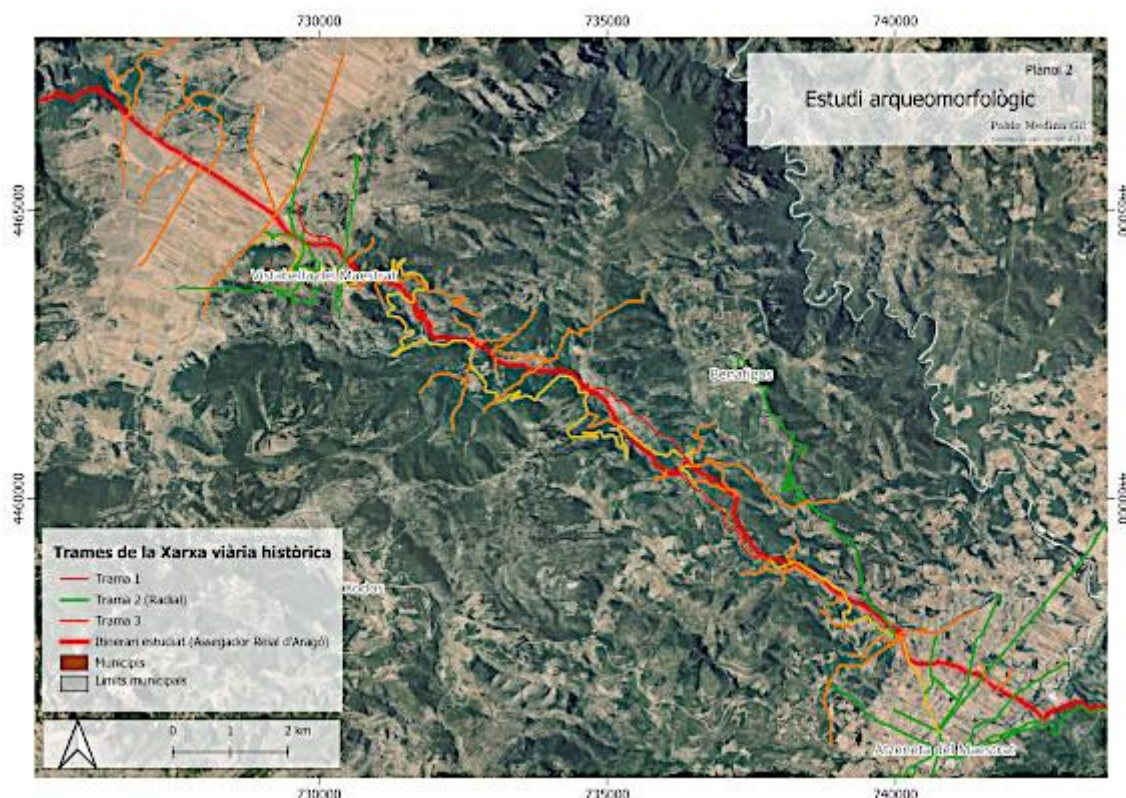 730000 735000 740000
Plànol 2
Estudi arqueomorfològic
Pablo Medina Gil
4465000 4465000
Vistabella del Maestrat
Benafigos
4460000 4460000
Trames de la Xarxa viària històrica
Trama 1
Trama 2 (Radial)
Trama 3
Itinerari estudiat (Assegador Reial d'Aragó)
Municipis
Límits municipals
0 1 2 km
Atzeneta del Maestrat
730000 735000 740000